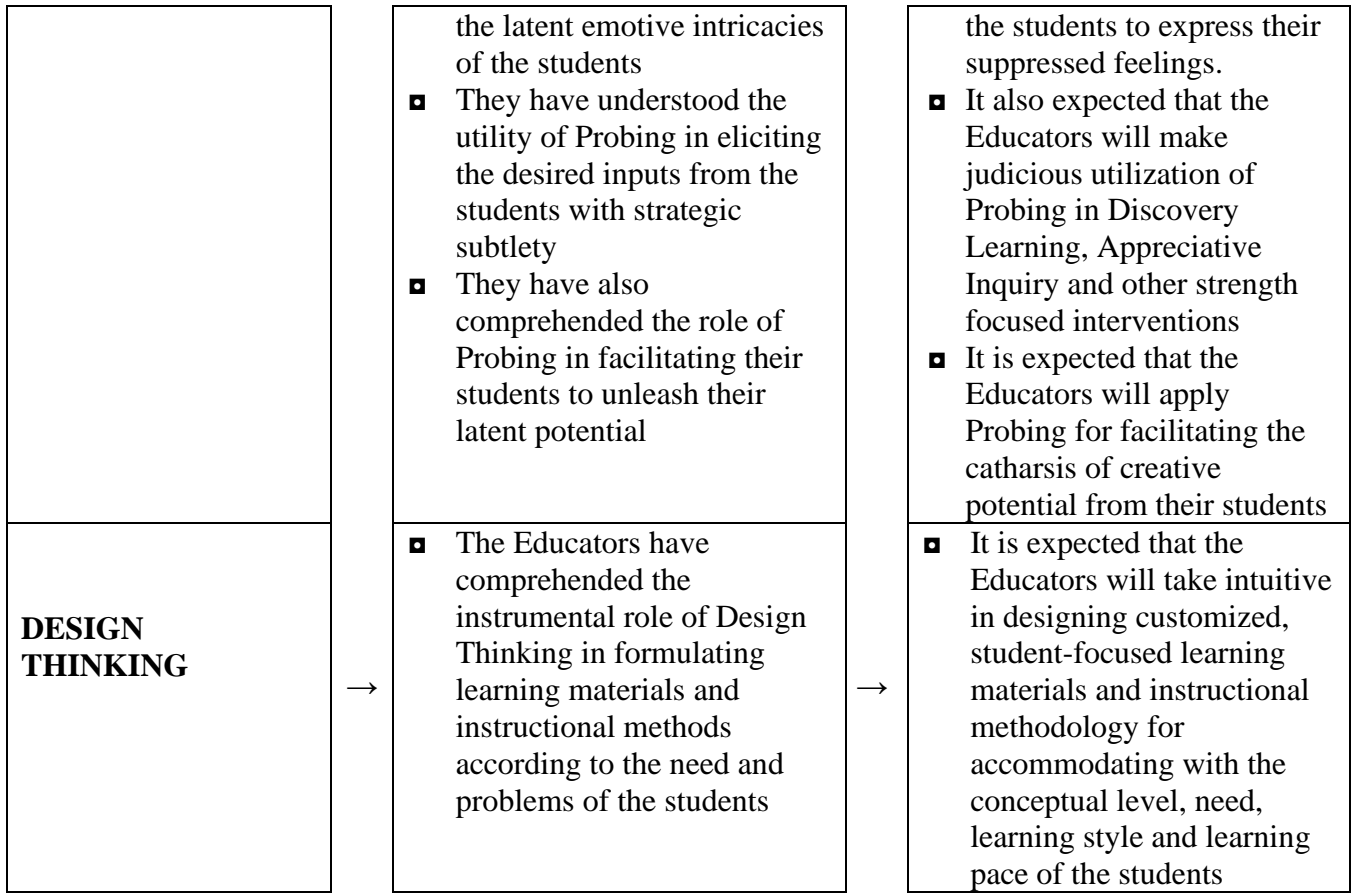 the latent emotive intricacies
of the students
◘ They have understood the
utility of Probing in eliciting
the desired inputs from the
students with strategic
subtlety
◘ They have also
comprehended the role of
Probing in facilitating their
students to unleash their
latent potential
the students to express their
suppressed feelings.
◘ It also expected that the
Educators will make
judicious utilization of
Probing in Discovery
Learning, Appreciative
Inquiry and other strength
focused interventions
◘ It is expected that the
Educators will apply
Probing for facilitating the
catharsis of creative
potential from their students
DESIGN
THINKING
→
◘ The Educators have
comprehended the
instrumental role of Design
Thinking in formulating
learning materials and
instructional methods
according to the need and
problems of the students
→
◘ It is expected that the
Educators will take intuitive
in designing customized,
student-focused learning
materials and instructional
methodology for
accommodating with the
conceptual level, need,
learning style and learning
pace of the students